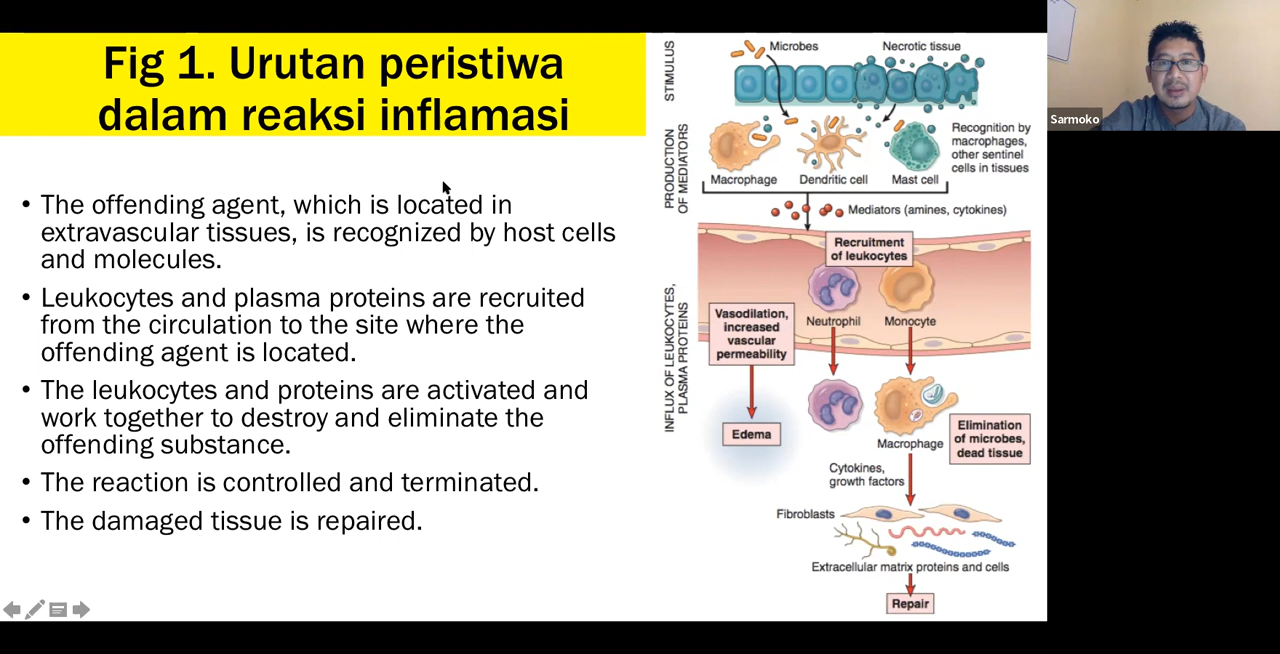 Fig 1. Urutan peristiwa
dalam reaksi inflamasi
• The offending agent, which is located in
extravascular tissues, is recognized by host cells
and molecules.
• Leukocytes and plasma proteins are recruited
from the circulation to the site where the
offending agent is located.
• The leukocytes and proteins are activated and
work together to destroy and eliminate the
offending substance.
• The reaction is controlled and terminated.
• The damaged tissue is repaired.
STIMULUS
Microbes
Necrotic tissue
PRODUCTION
OF MEDIATORS
Macrophage
Dendritic cell
Mast cell
Recognition by
macrophages,
other sentinel
cells in tissues
Mediators (amines, cytokines)
INFLUX OF LEUKOCYTES,
PLASMA PROTEINS
Recruitment
of leukocytes
Vasodilation,
increased
vascular
permeability
Neutrophil
Monocyte
Edema
Macrophage
Elimination
of microbes,
dead tissue
Cytokines,
growth factors
Fibroblasts
Extracellular matrix proteins and cells
Repair
Sarmoko